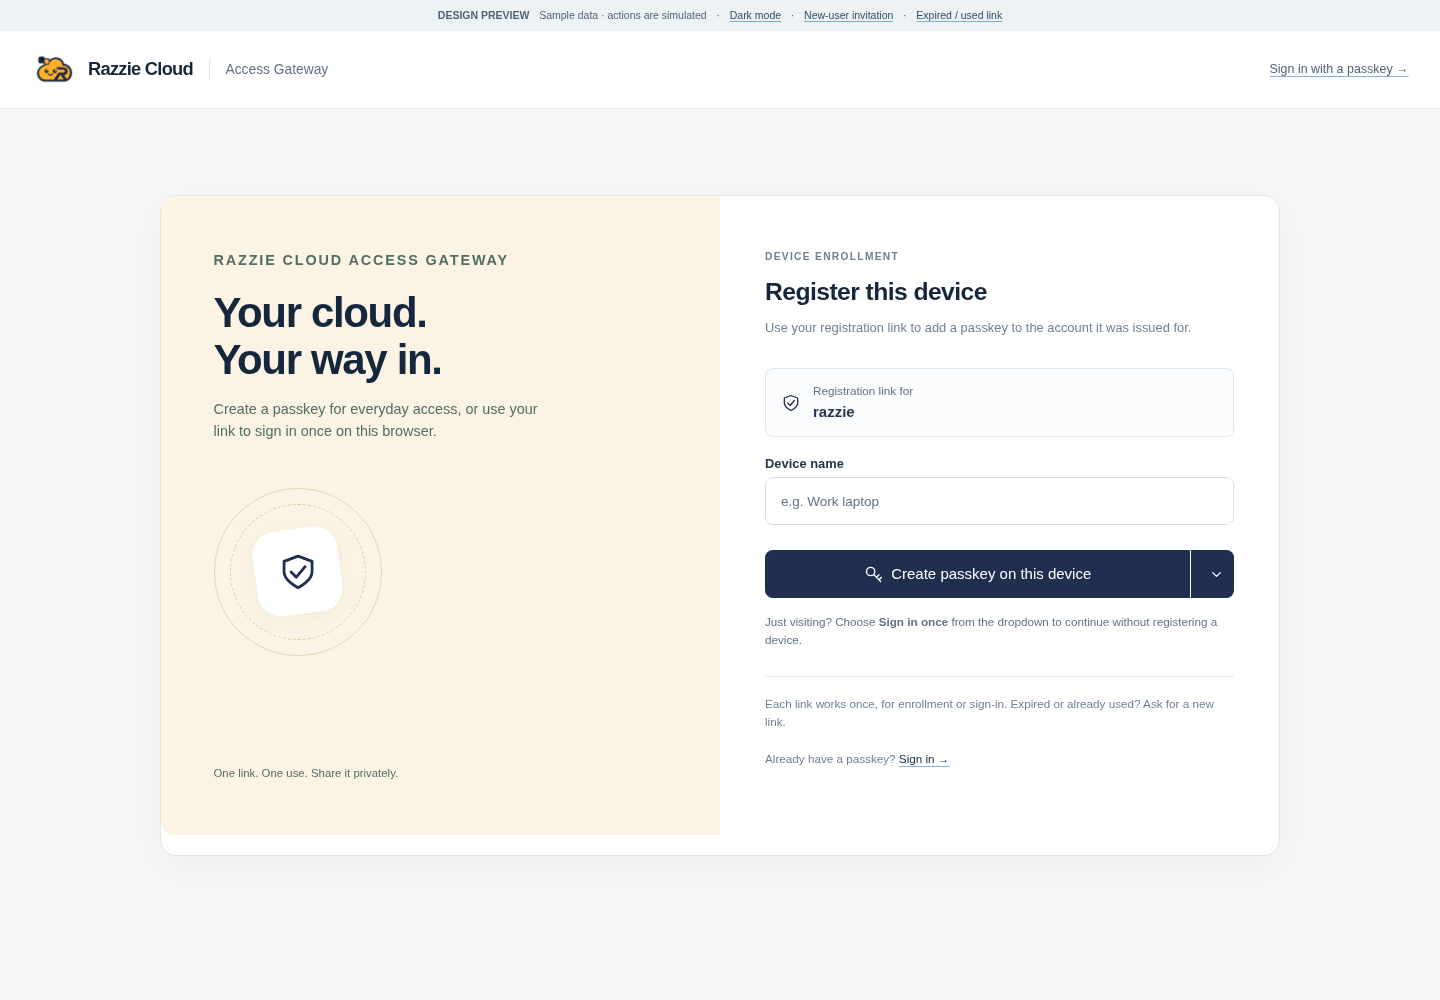 DESIGN PREVIEW Sample data · actions are simulated · Dark mode · New-user invitation · Expired / used link
Razzie Cloud Access Gateway Sign in with a passkey →
RAZZIE CLOUD ACCESS GATEWAY
Your cloud.
Your way in.
Create a passkey for everyday access, or use your
link to sign in once on this browser.
One link. One use. Share it privately.
DEVICE ENROLLMENT
Register this device
Use your registration link to add a passkey to the account it was issued for.
Registration link for
razzie
Device name
e.g. Work laptop
Create passkey on this device
Just visiting? Choose Sign in once from the dropdown to continue without registering a
device.
Each link works once, for enrollment or sign-in. Expired or already used? Ask for a new
link.
Already have a passkey? Sign in →